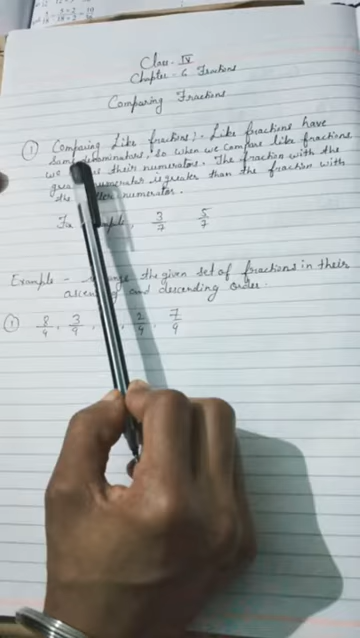 Class - IV
Chapter - 6 Fractions
Comparing Fractions
① Comparing Like fractions:- Like fractions have
same denominators, so when we compare like fractions
we their numerators. The fraction with the
numerator is greater than the fraction with
the numerator.
3/7 5/7
Example - the given set of fractions in their
and descending order.
① 8/9, 3/9, 2/9, 7/9